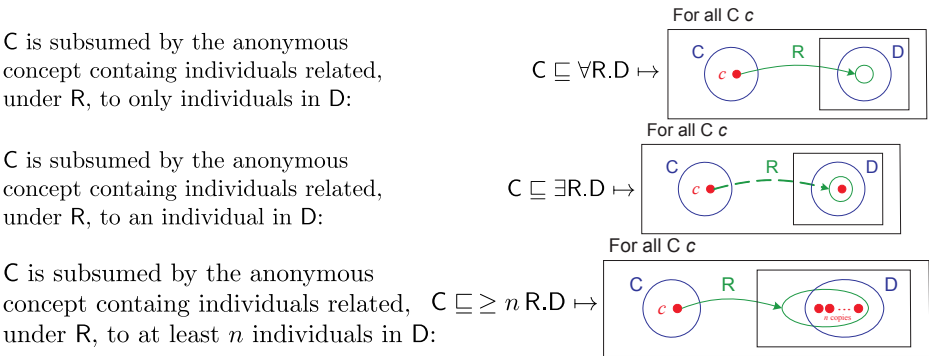 For all C c
C is subsumed by the anonymous
concept containg individuals related,
under R, to only individuals in D:
C ⊑ ∀R.D ↦
C
c
R
D
For all C c
C is subsumed by the anonymous
concept containg individuals related,
under R, to an individual in D:
C ⊑ ∃R.D ↦
C
c
R
D
For all C c
C is subsumed by the anonymous
concept containg individuals related,
under R, to at least n individuals in D:
C ⊑ ≥ n R.D ↦
C
c
R
D
...
n copies